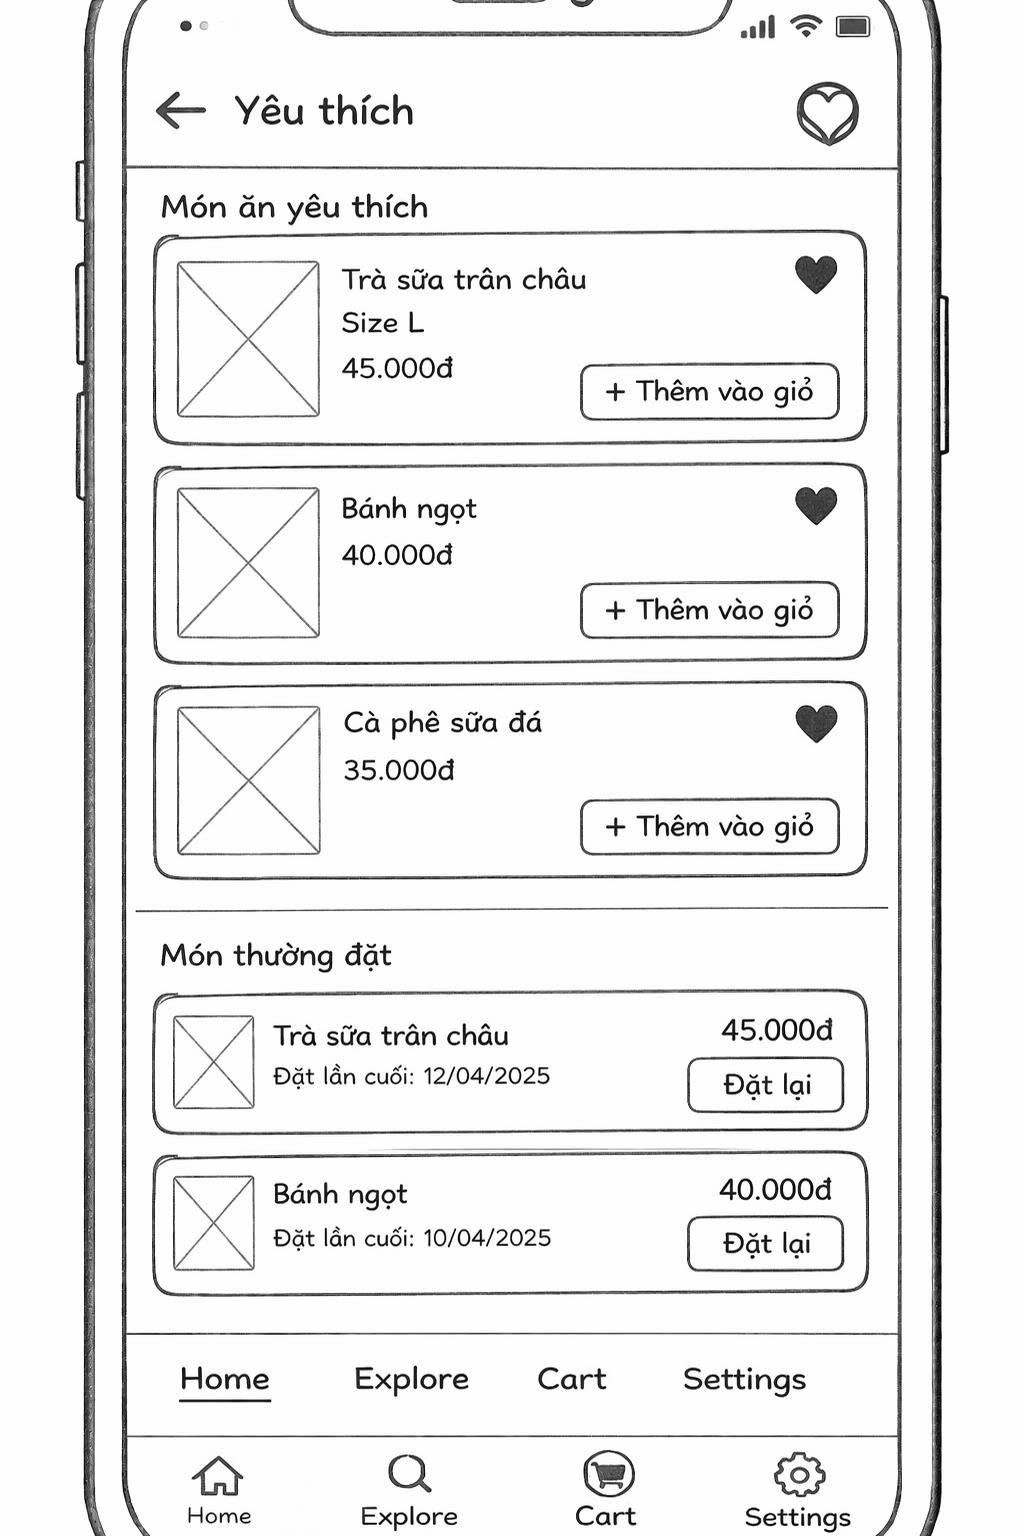 Yêu thích
Món ăn yêu thích
Trà sữa trân châu
Size L
45.000đ
+ Thêm vào giỏ
Bánh ngọt
40.000đ
+ Thêm vào giỏ
Cà phê sữa đá
35.000đ
+ Thêm vào giỏ
Món thường đặt
Trà sữa trân châu
45.000đ
Đặt lần cuối: 12/04/2025
Đặt lại
Bánh ngọt
40.000đ
Đặt lần cuối: 10/04/2025
Đặt lại
Home Explore Cart Settings
Home Explore Cart Settings